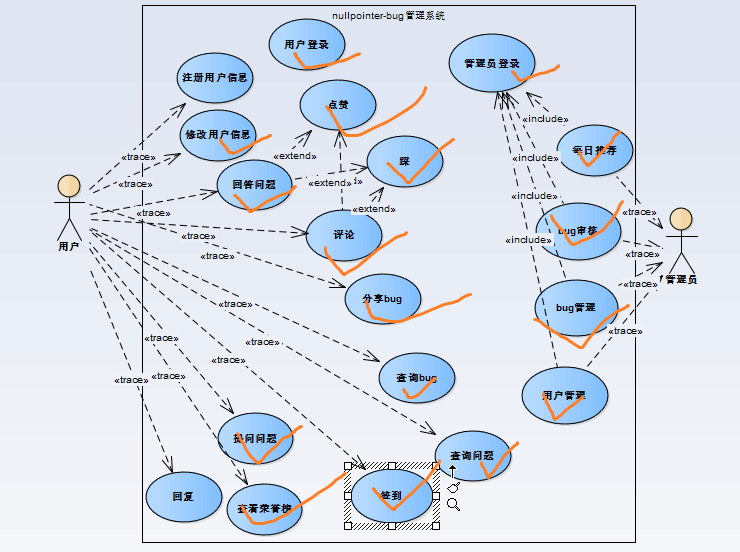 nullpointer-bug管理系统
用户登录
管理员登录
注册用户信息
点赞
«include»
修改用户信息
«trace»
«extend»
每日推荐
«include»
踩
回答问题
«trace»
«extend»
«include»
«trace»
«extend»
«trace»
用户
评论
bug审核
«include»
«trace»
«trace»
管理员
«trace»
分享bug
bug管理
«trace»
«trace»
«trace»
«trace»
查询bug
«trace»
«trace»
用户管理
提问问题
查询问题
回复
查看荣誉榜
签到